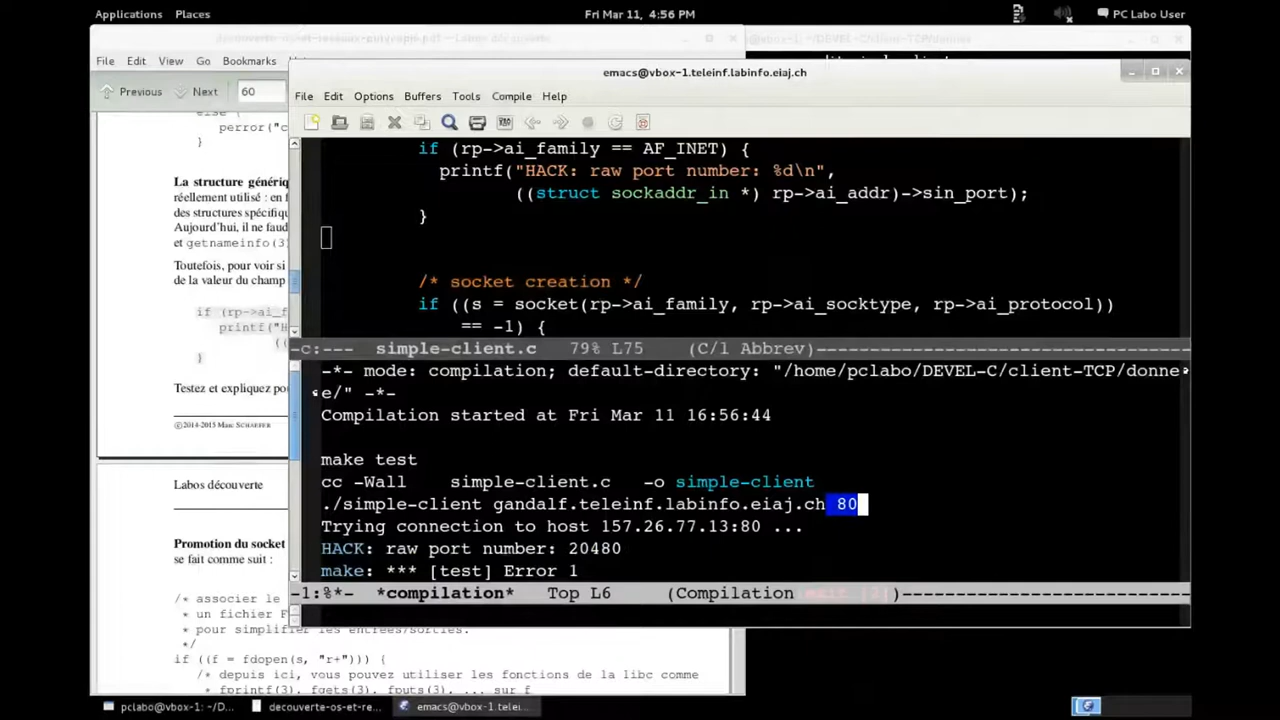 Applications Places
Fri Mar 11, 4:56 PM
PC Labo User
File Edit View Go Bookmarks
Previous Next 60
else {
perror("c
}
La structure génériq
réellement utilisé : en f
des structures spécifiqu
Aujourd'hui, il ne faud
et getnameinfo(3)
Toutefois, pour voir si
de la valeur du champ
if (rp->ai_f
printf("H
((
}
Testez et expliquez po
©2014-2015 Marc SCHAEFER
Labos découverte
Promotion du socket
se fait comme suit :
/* associer le
* un fichier F
* pour simplifier les entrées/sorties.
*/
if ((f = fdopen(s, "r+"))) {
/* depuis ici, vous pouvez utiliser les fonctions de la libc comme
* fprintf(3), fgets(3), fputs(3), ... sur f
emacs@vbox-1.teleinf.labinfo.eiaj.ch
File Edit Options Buffers Tools Compile Help
if (rp->ai_family == AF_INET) {
printf("HACK: raw port number: %d\n",
((struct sockaddr_in *) rp->ai_addr)->sin_port);
}
/* socket creation */
if ((s = socket(rp->ai_family, rp->ai_socktype, rp->ai_protocol))
== -1) {
-c:--- simple-client.c 79% L75 (C/l Abbrev)
-*- mode: compilation; default-directory: "/home/pclabo/DEVEL-C/client-TCP/donne
e/" -*-
Compilation started at Fri Mar 11 16:56:44
make test
cc -Wall simple-client.c -o simple-client
./simple-client gandalf.teleinf.labinfo.eiaj.ch 80
Trying connection to host 157.26.77.13:80 ...
HACK: raw port number: 20480
make: *** [test] Error 1
-1:%*- *compilation* Top L6 (Compilation:exit [2])
pclabo@vbox-1: ~/D... decouverte-os-et-re... emacs@vbox-1.telei...